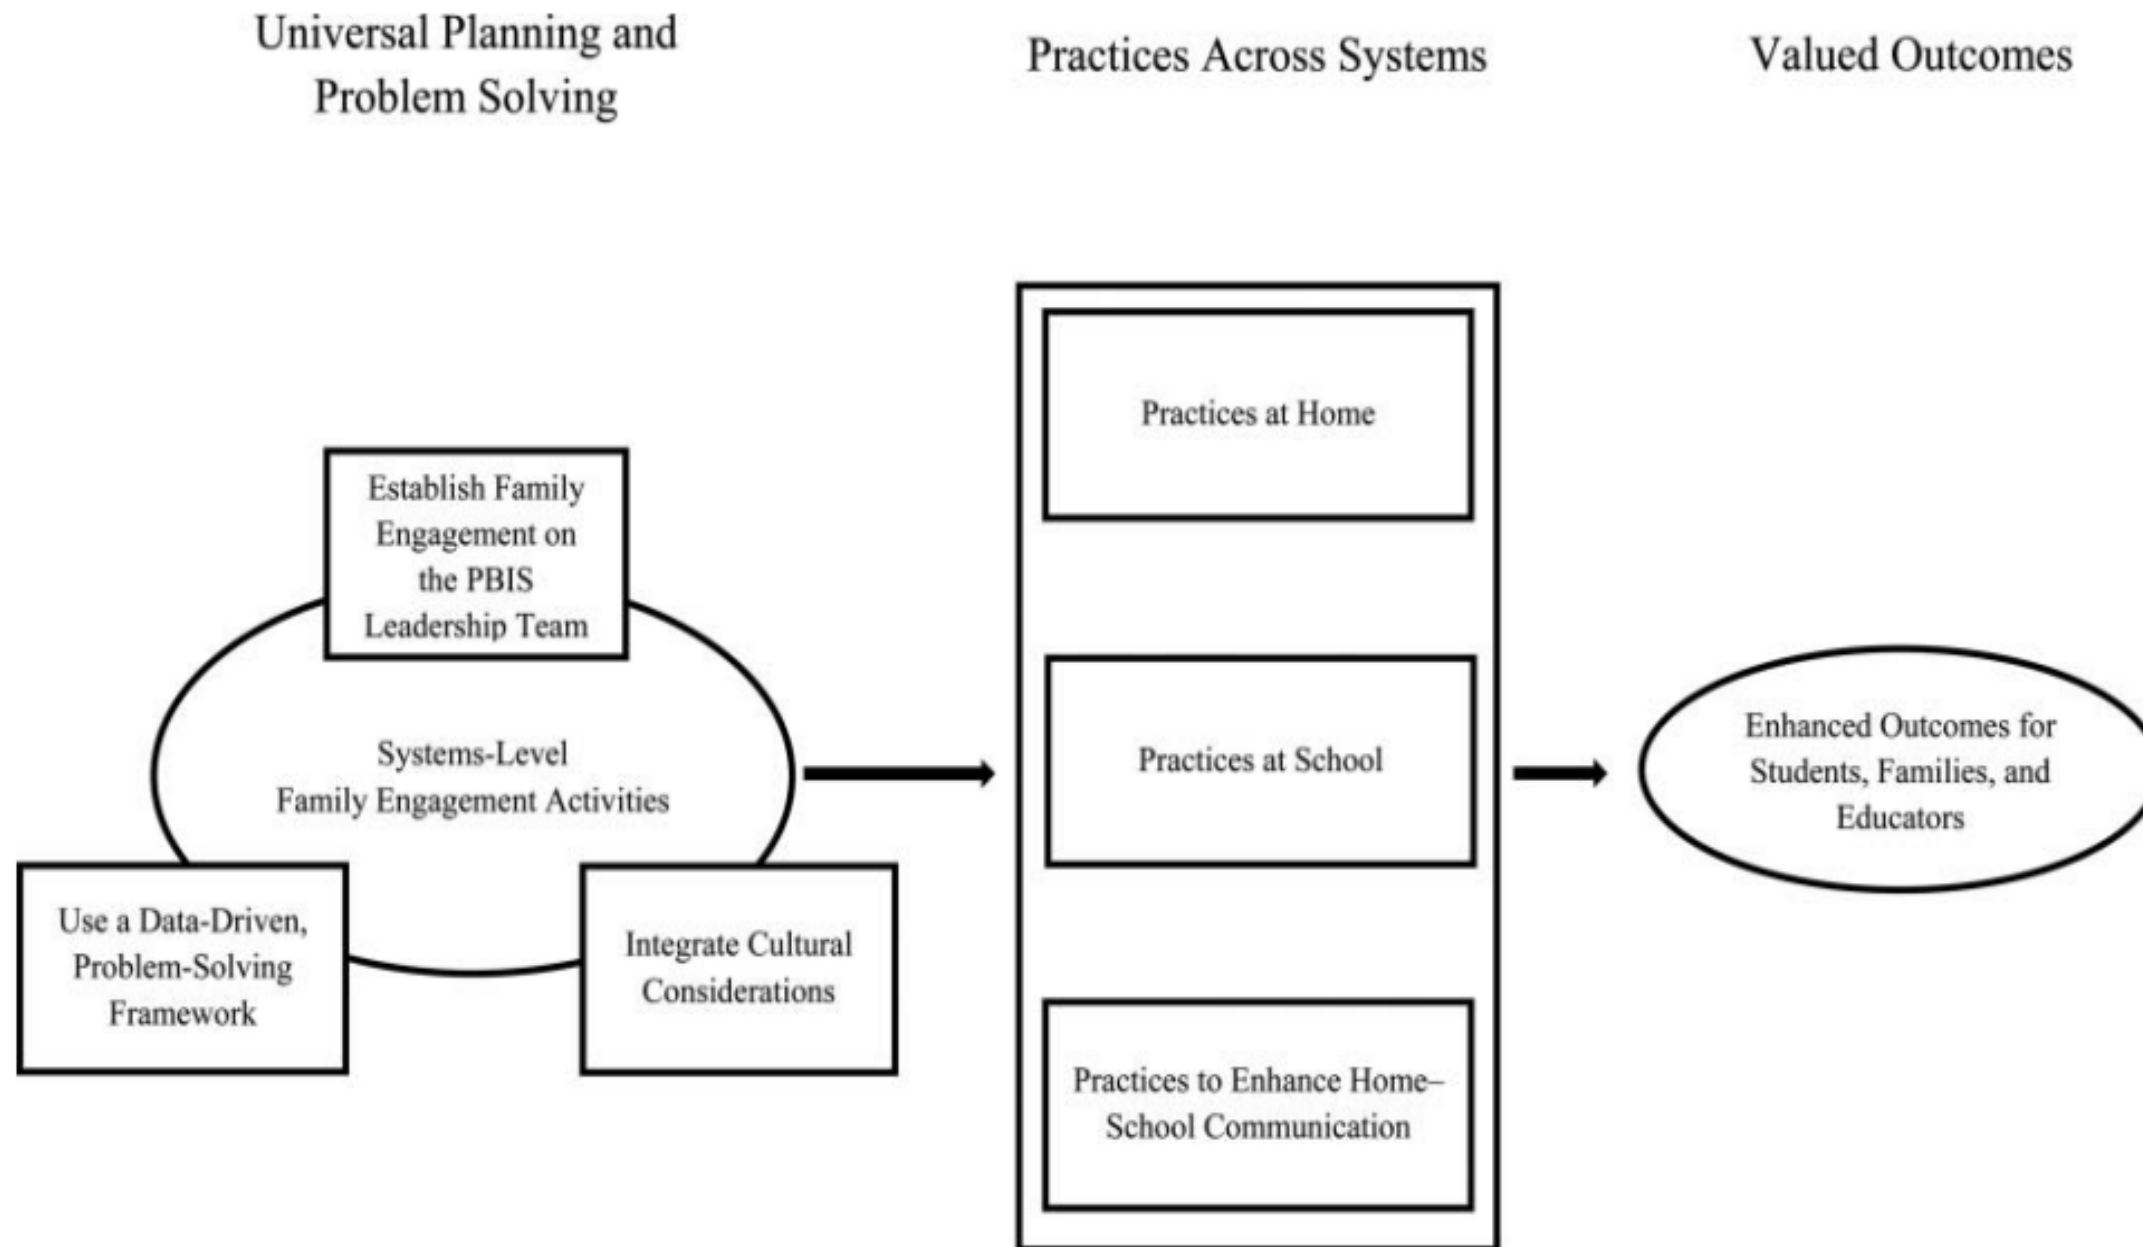 Universal Planning and
Problem Solving
Practices Across Systems
Valued Outcomes
Establish Family
Engagement on
the PBIS
Leadership Team
Systems-Level
Family Engagement Activities
Use a Data-Driven,
Problem-Solving
Framework
Integrate Cultural
Considerations
Practices at Home
Practices at School
Practices to Enhance Home–
School Communication
Enhanced Outcomes for
Students, Families, and
Educators